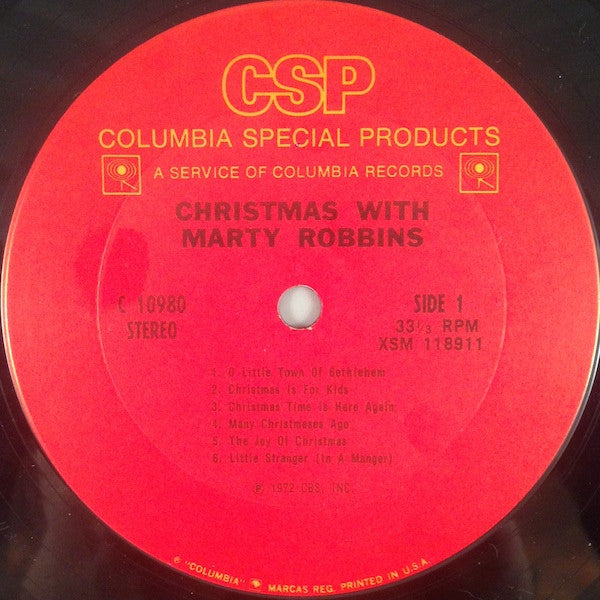 CSP
COLUMBIA SPECIAL PRODUCTS
A SERVICE OF COLUMBIA RECORDS
CHRISTMAS WITH
MARTY ROBBINS
C 10980
STEREO
SIDE 1
33 1/3 RPM
XSM 118911
1. O Little Town Of Bethlehem
2. Christmas Is For Kids
3. Christmas Time Is Here Again
4. Many Christmases Ago
5. The Joy Of Christmas
6. Little Stranger (In A Manger)
℗ 1972 CBS, INC.
® "COLUMBIA" MARCAS REG. PRINTED IN U.S.A.